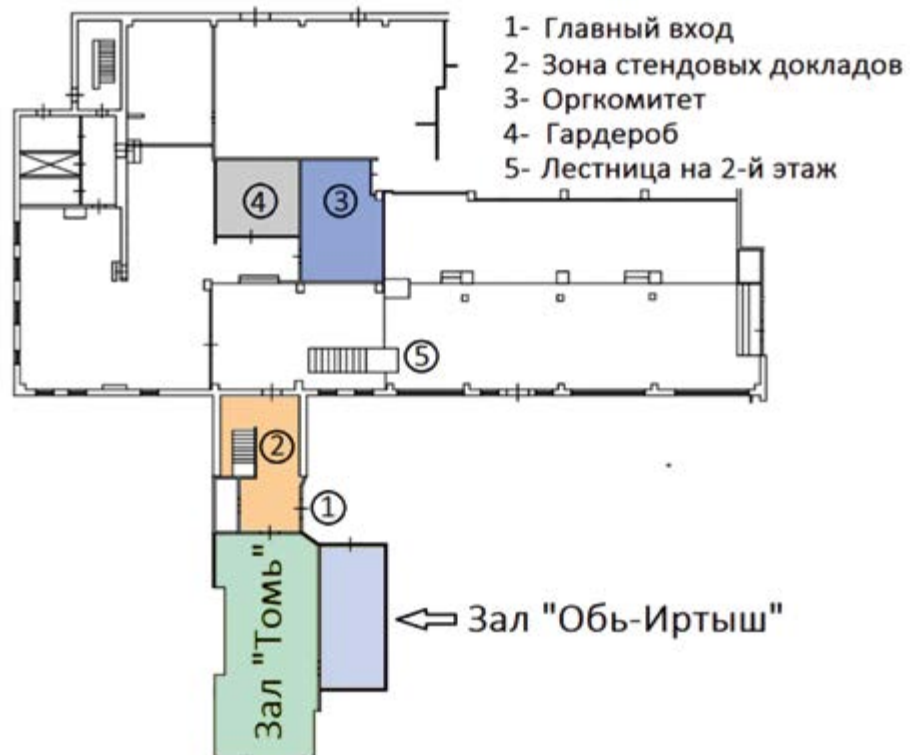 1- Главный вход
2- Зона стендовых докладов
3- Оргкомитет
4- Гардероб
5- Лестница на 2-й этаж
4
3
5
2
1
Зал "Томь"
Зал "Обь-Иртыш"